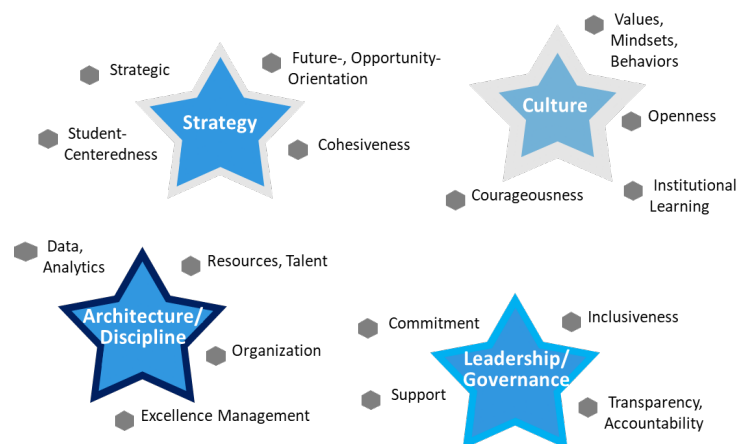 Strategic
Future-, Opportunity-
Orientation
Strategy
Student-
Centeredness
Cohesiveness
Values,
Mindsets,
Behaviors
Culture
Openness
Courageousness
Institutional
Learning
Data,
Analytics
Resources, Talent
Architecture/
Discipline
Organization
Excellence Management
Commitment
Inclusiveness
Leadership/
Governance
Support
Transparency,
Accountability